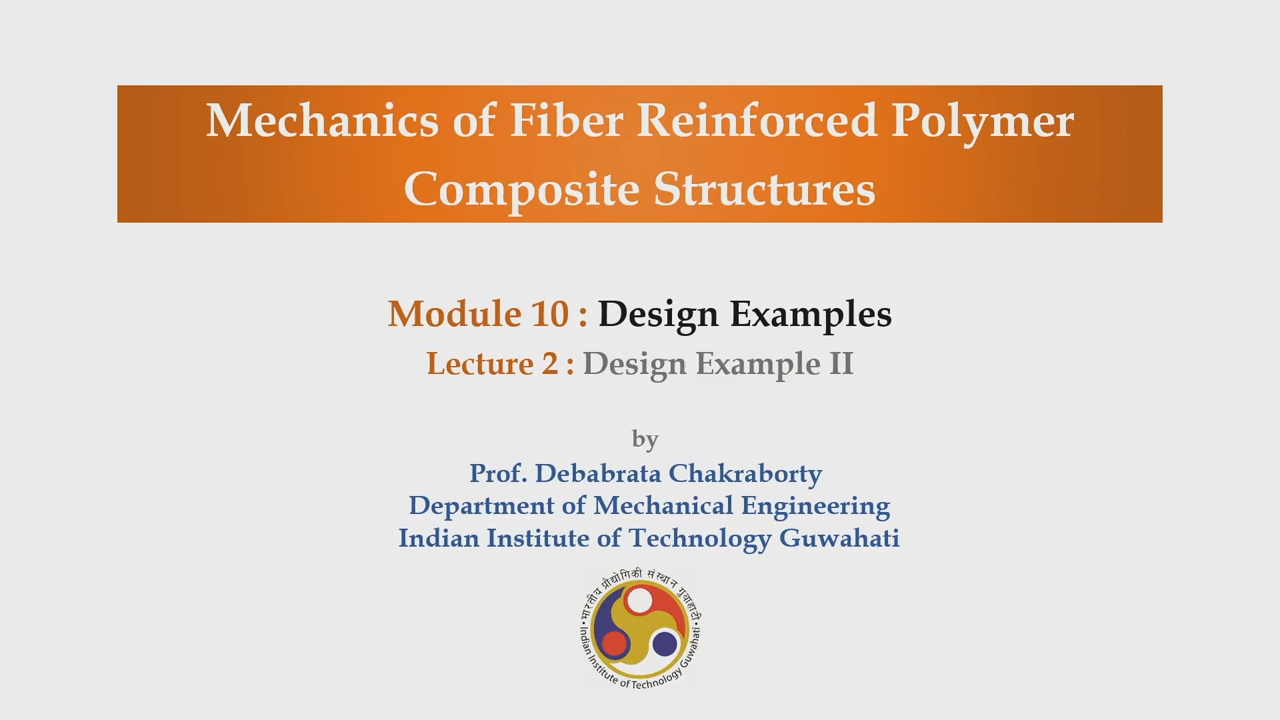 Mechanics of Fiber Reinforced Polymer
Composite Structures
Module 10 : Design Examples
Lecture 2 : Design Example II
by
Prof. Debabrata Chakraborty
Department of Mechanical Engineering
Indian Institute of Technology Guwahati
भारतीय प्रौद्योगिकी संस्थान गुवाहाटी
Indian Institute of Technology Guwahati